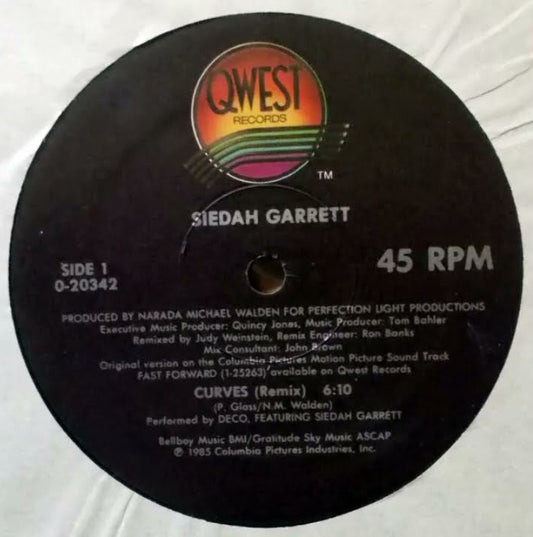 QWEST
RECORDS
TM
SIEDAH GARRETT
SIDE 1
0-20342
45 RPM
PRODUCED BY NARADA MICHAEL WALDEN FOR PERFECTION LIGHT PRODUCTIONS
Executive Music Producer: Quincy Jones, Music Producer: Tom Bahler
Remixed by Judy Weinstein, Remix Engineer: Ron Banks
Mix Consultant: John Brown
Original version on the Columbia Pictures Motion Picture Sound Track
FAST FORWARD (1-25263) available on Qwest Records
CURVES (Remix) 6:10
(P. Glass/N.M. Walden)
Performed by DECO, FEATURING SIEDAH GARRETT
Bellboy Music BMI/Gratitude Sky Music ASCAP
℗ 1985 Columbia Pictures Industries, Inc.